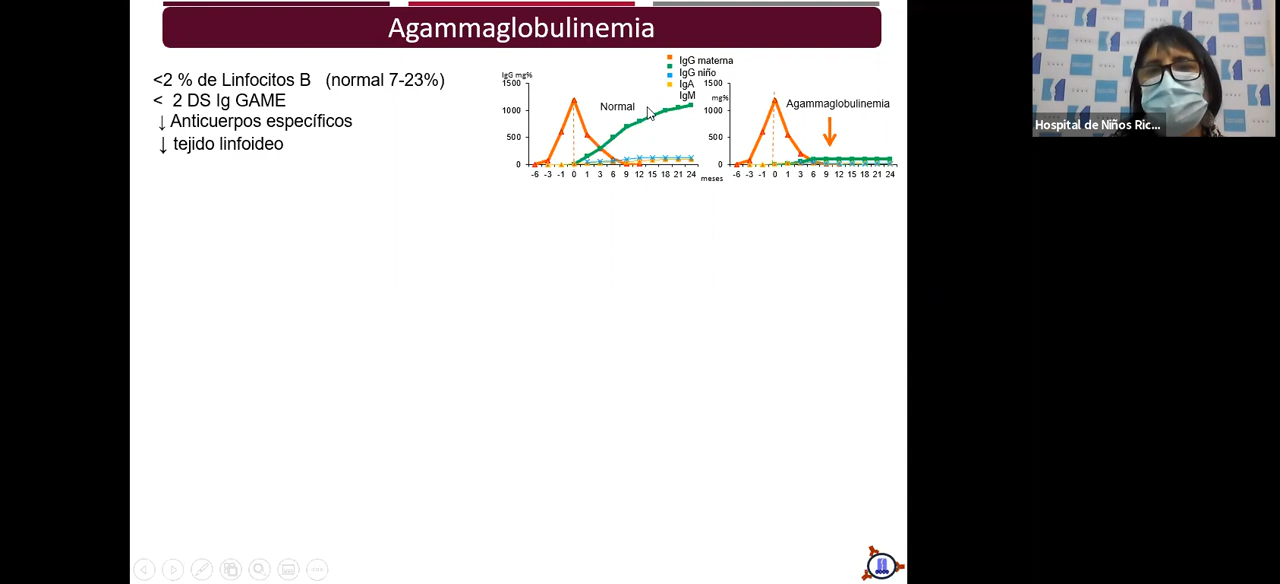 Agammaglobulinemia
<2 % de Linfocitos B (normal 7-23%)
< 2 DS Ig GAME
↓ Anticuerpos específicos
↓ tejido linfoideo
IgG mg%
1500
1000
500
0
Normal
-6 -3 -1 0 1 3 6 9 12 15 18 21 24
IgG materna
IgG niño
IgA
IgM
meses
1500
mg%
1000
500
0
Agammaglobulinemia
-6 -3 -1 0 1 3 6 9 12 15 18 21 24
Hospital de Niños Ric...